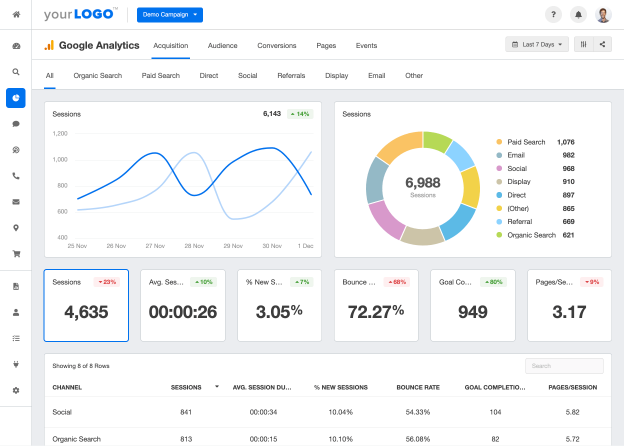 yourLOGO™
Demo Campaign
?
Google Analytics
Acquisition
Audience
Conversions
Pages
Events
Last 7 Days
All
Organic Search
Paid Search
Direct
Social
Referrals
Display
Email
Other
Sessions
6,143
14%
1,200
1,000
800
600
400
25 Nov
26 Nov
27 Nov
28 Nov
29 Nov
30 Nov
1 Dec
Sessions
6,988
Sessions
Paid Search 1,076
Email 982
Social 968
Display 910
Direct 897
(Other) 865
Referral 669
Organic Search 621
Sessions
23%
4,635
Avg. Ses...
10%
00:00:26
% New S...
7%
3.05%
Bounce ...
68%
72.27%
Goal Co...
80%
949
Pages/Se...
9%
3.17
Showing 8 of 8 Rows
Search
CHANNEL SESSIONS AVG. SESSION DU... % NEW SESSIONS BOUNCE RATE GOAL COMPLETIO... PAGES/SESSION
Social 841 00:00:34 10.04% 54.33% 104 5.82
Organic Search 813 00:00:15 10.10% 56.08% 82 5.72